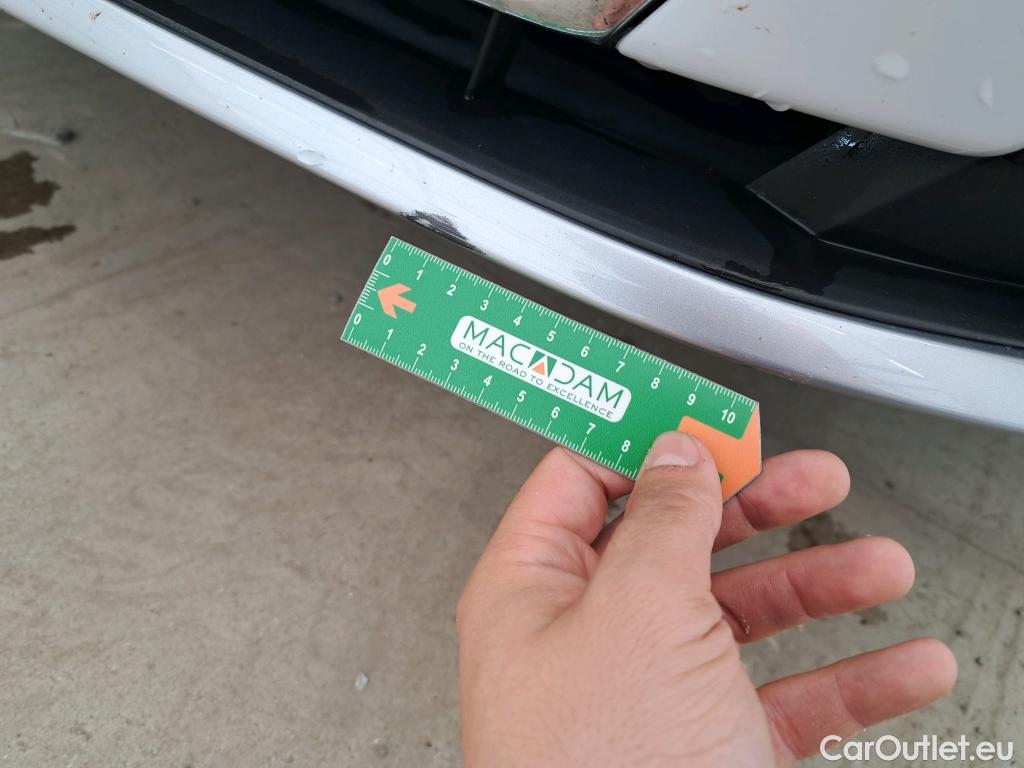 0 1 2 3 4 5 6 7 8 9 10
MACADAM
ON THE ROAD TO EXCELLENCE
0 1 2 3 4 5 6 7 8
CarOutlet.eu